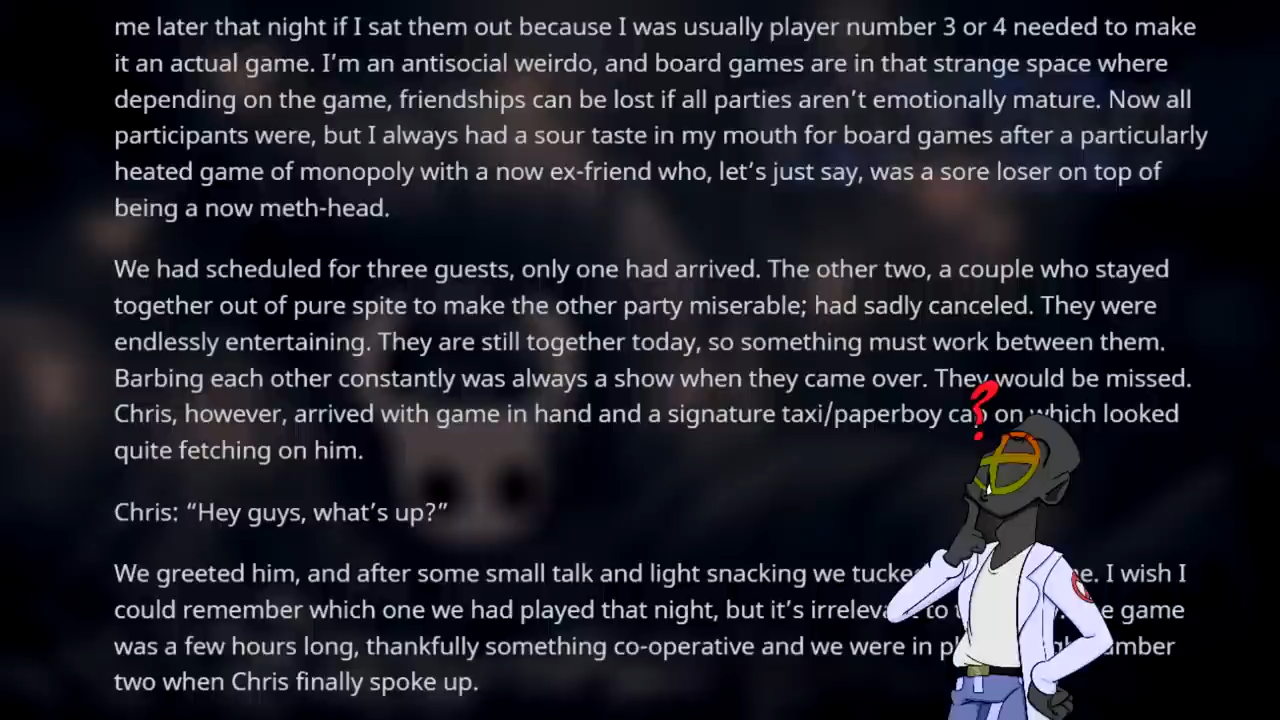 me later that night if I sat them out because I was usually player number 3 or 4 needed to make
it an actual game. I’m an antisocial weirdo, and board games are in that strange space where
depending on the game, friendships can be lost if all parties aren’t emotionally mature. Now all
participants were, but I always had a sour taste in my mouth for board games after a particularly
heated game of monopoly with a now ex-friend who, let’s just say, was a sore loser on top of
being a now meth-head.
We had scheduled for three guests, only one had arrived. The other two, a couple who stayed
together out of pure spite to make the other party miserable; had sadly canceled. They were
endlessly entertaining. They are still together today, so something must work between them.
Barbing each other constantly was always a show when they came over. They would be missed.
Chris, however, arrived with game in hand and a signature taxi/paperboy cap on which looked
quite fetching on him.
Chris: “Hey guys, what’s up?”
We greeted him, and after some small talk and light snacking we I wish I
could remember which one we had played that night, but it’s to game
was a few hours long, thankfully something co-operative and we were in
two when Chris finally spoke up.
?